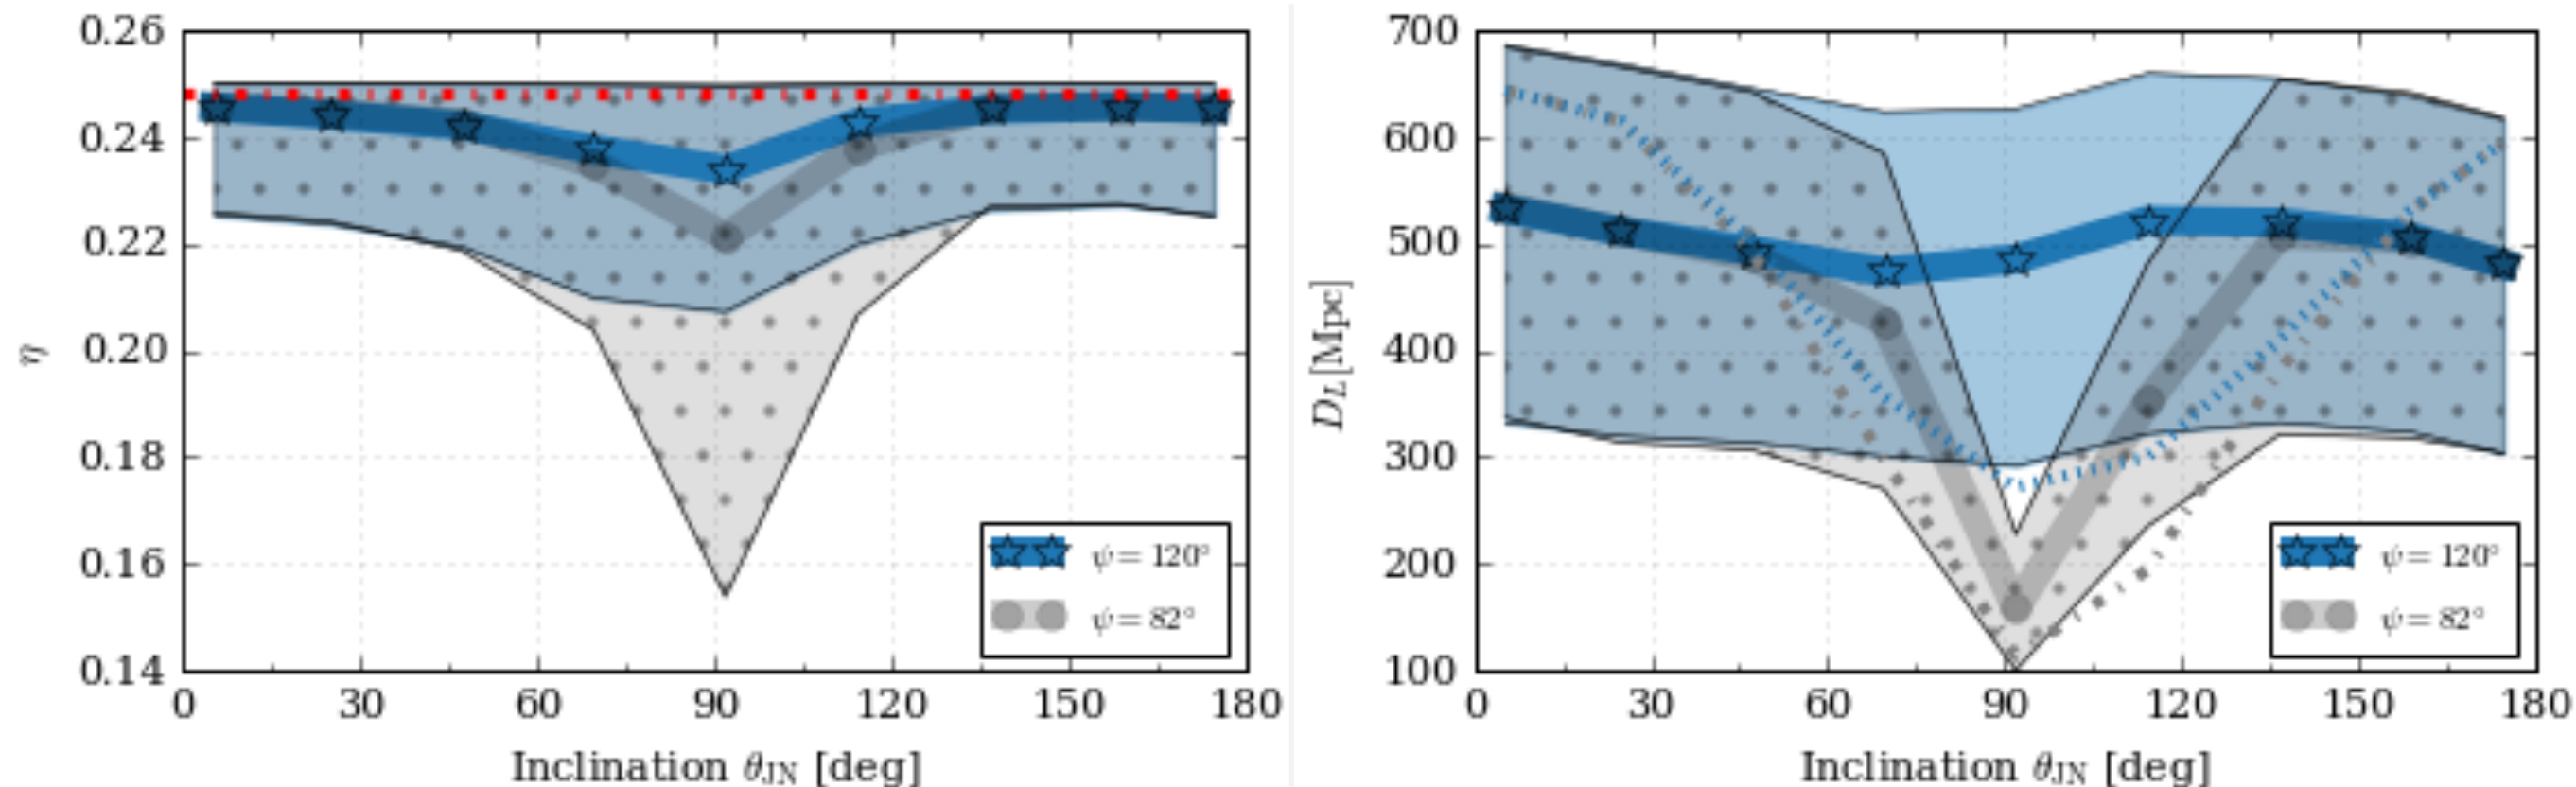 0.26
0.24
0.22
0.20
0.18
0.16
0.14
η
0 30 60 90 120 150 180
Inclination θJN [deg]
ψ = 120°
ψ = 82°
700
600
500
400
300
200
100
DL[Mpc]
0 30 60 90 120 150 180
Inclination θJN [deg]
ψ = 120°
ψ = 82°